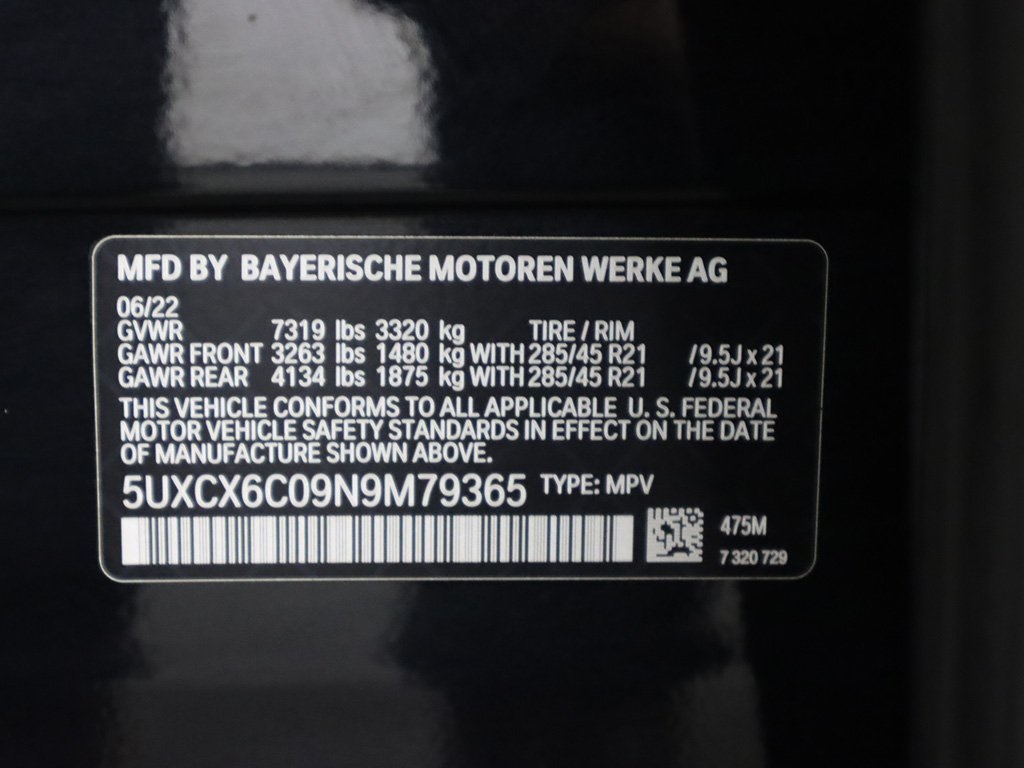 MFD BY BAYERISCHE MOTOREN WERKE AG
06/22
GVWR 7319 lbs 3320 kg TIRE / RIM
GAWR FRONT 3263 lbs 1480 kg WITH 285/45 R21 /9.5J x 21
GAWR REAR 4134 lbs 1875 kg WITH 285/45 R21 /9.5J x 21
THIS VEHICLE CONFORMS TO ALL APPLICABLE U. S. FEDERAL
MOTOR VEHICLE SAFETY STANDARDS IN EFFECT ON THE DATE
OF MANUFACTURE SHOWN ABOVE.
5UXCX6C09N9M79365 TYPE: MPV
475M
7 320 729